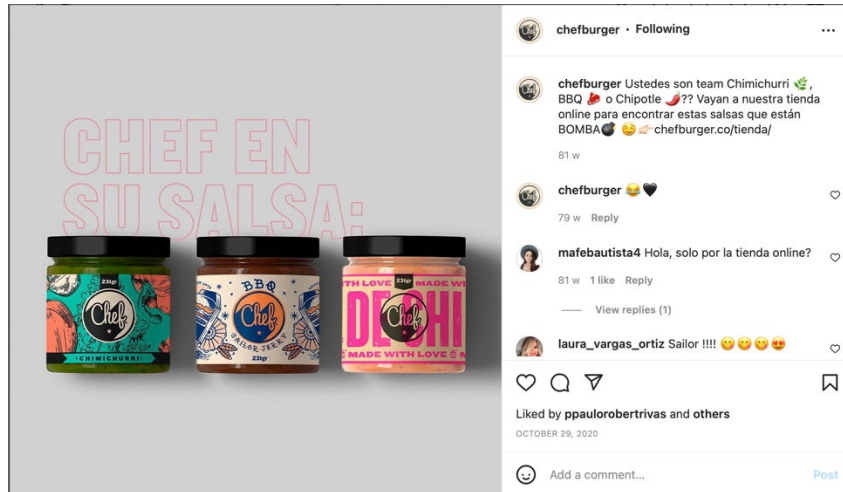 CHEF EN
SU SALSA:
Chef
CHIMICHURRI
BBQ
Chef
SAILOR JERRY
231gr
231gr
TH LOVE MADE WITH
DE CHI
Chef
MADE WITH LOVE M
chefburger • Following
chefburger Ustedes son team Chimichurri 🌿,
BBQ 🥩 o Chipotle 🌶️?? Vayan a nuestra tienda
online para encontrar estas salsas que están
BOMBA💣 😋👉🏻chefburger.co/tienda/
81 w
chefburger 😂🖤
79 w Reply
mafebautista4 Hola, solo por la tienda online?
81 w 1 like Reply
View replies (1)
laura_vargas_ortiz Sailor !!!! 😋😋😋😍
Liked by ppaulorobertrivas and others
OCTOBER 29, 2020
Add a comment...
Post